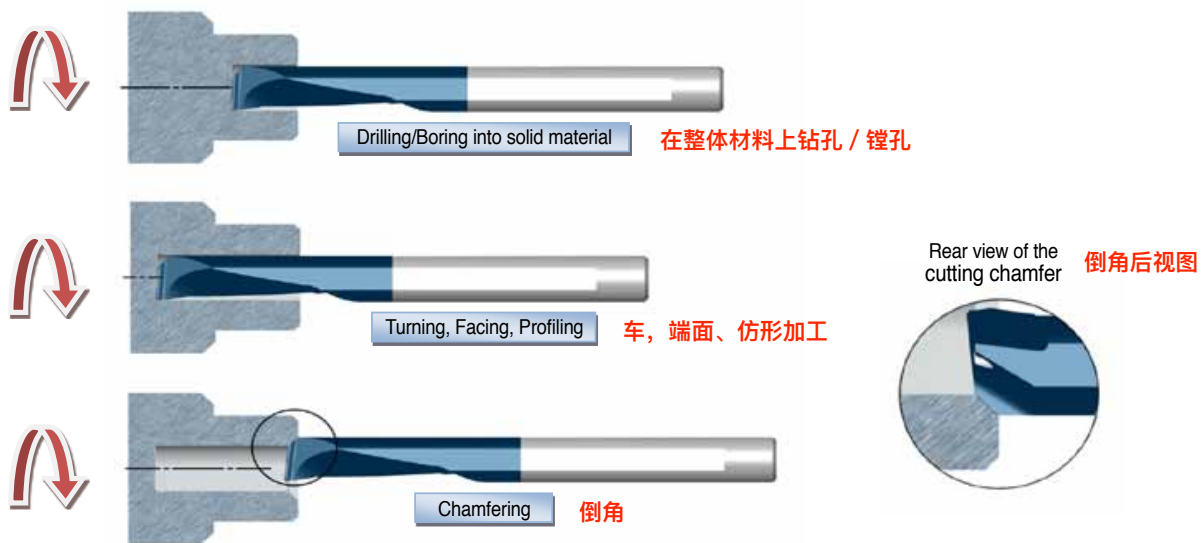 Drilling/Boring into solid material
在整体材料上钻孔 / 镗孔
Turning, Facing, Profiling
车，端面、仿形加工
Rear view of the
cutting chamfer
倒角后视图
Chamfering
倒角